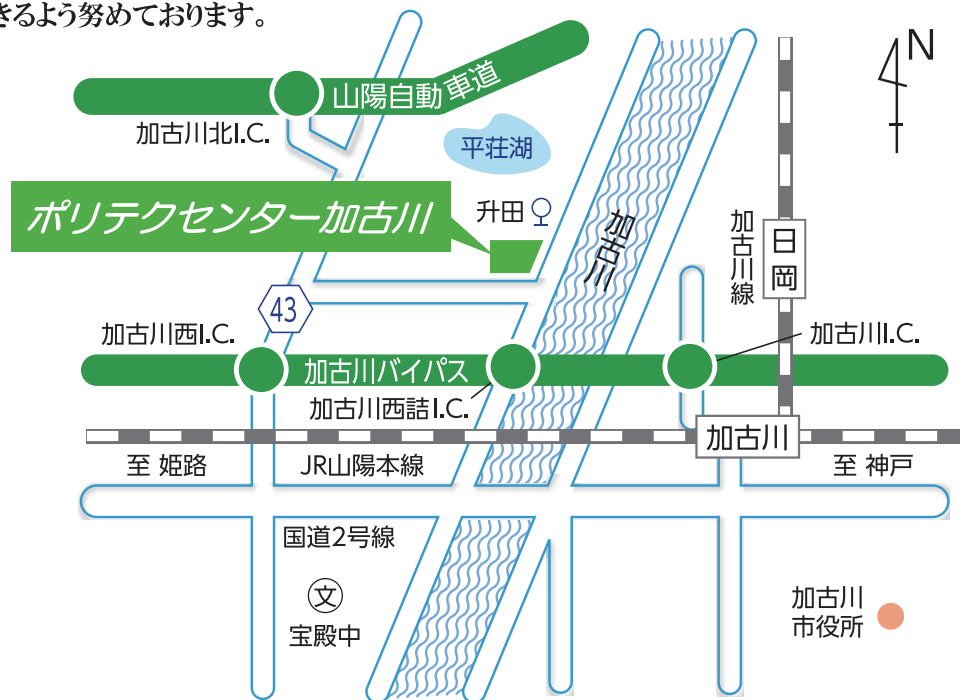 きるよう努めております。
N
山陽自動車道
加古川北I.C.
平荘湖
ポリテクセンター加古川
升田
加古川
加古川線
日岡
43
加古川西I.C.
加古川I.C.
加古川バイパス
加古川西詰I.C.
加古川
至 姫路
JR山陽本線
至 神戸
国道2号線
文
宝殿中
加古川
市役所